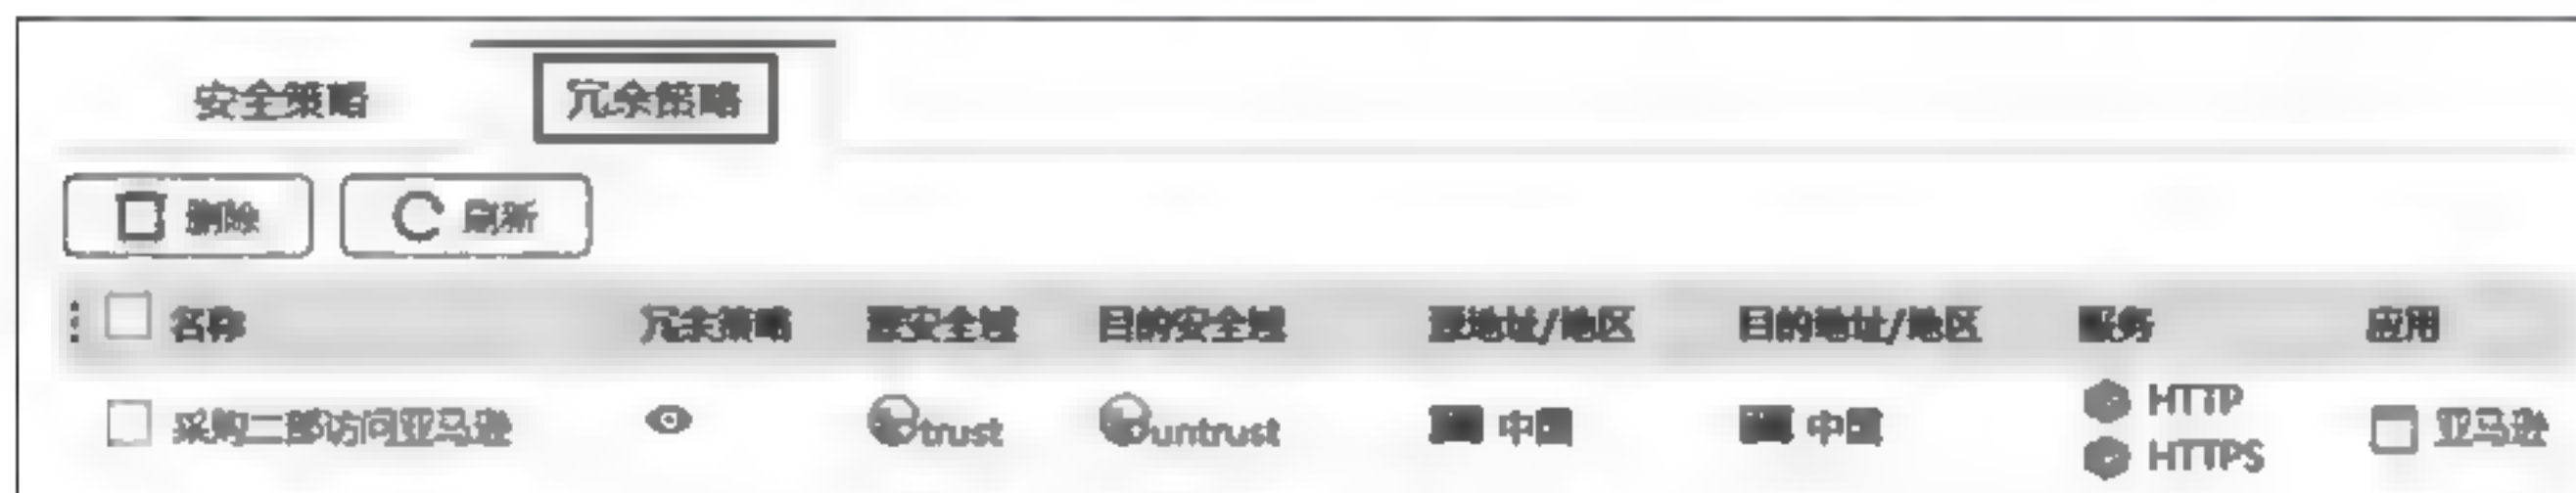 安全策略 冗余策略
删除 刷新
名称 冗余策略 源安全域 目的安全域 源地址/地区 目的地址/地区 服务 应用
采购二部访问亚马逊 trust untrust 中国 中国 HTTP 亚马逊
HTTPS